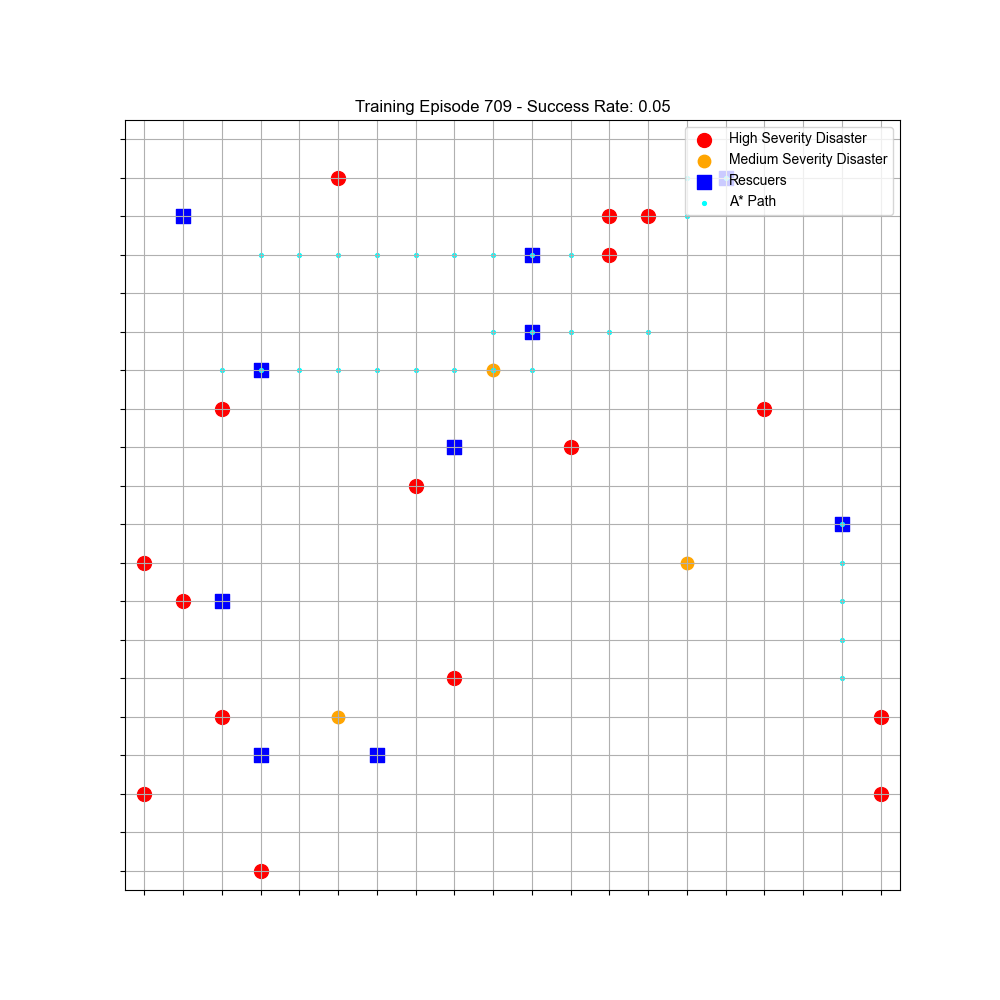 Training Episode 709 - Success Rate: 0.05
High Severity Disaster
Medium Severity Disaster
Rescuers
A* Path